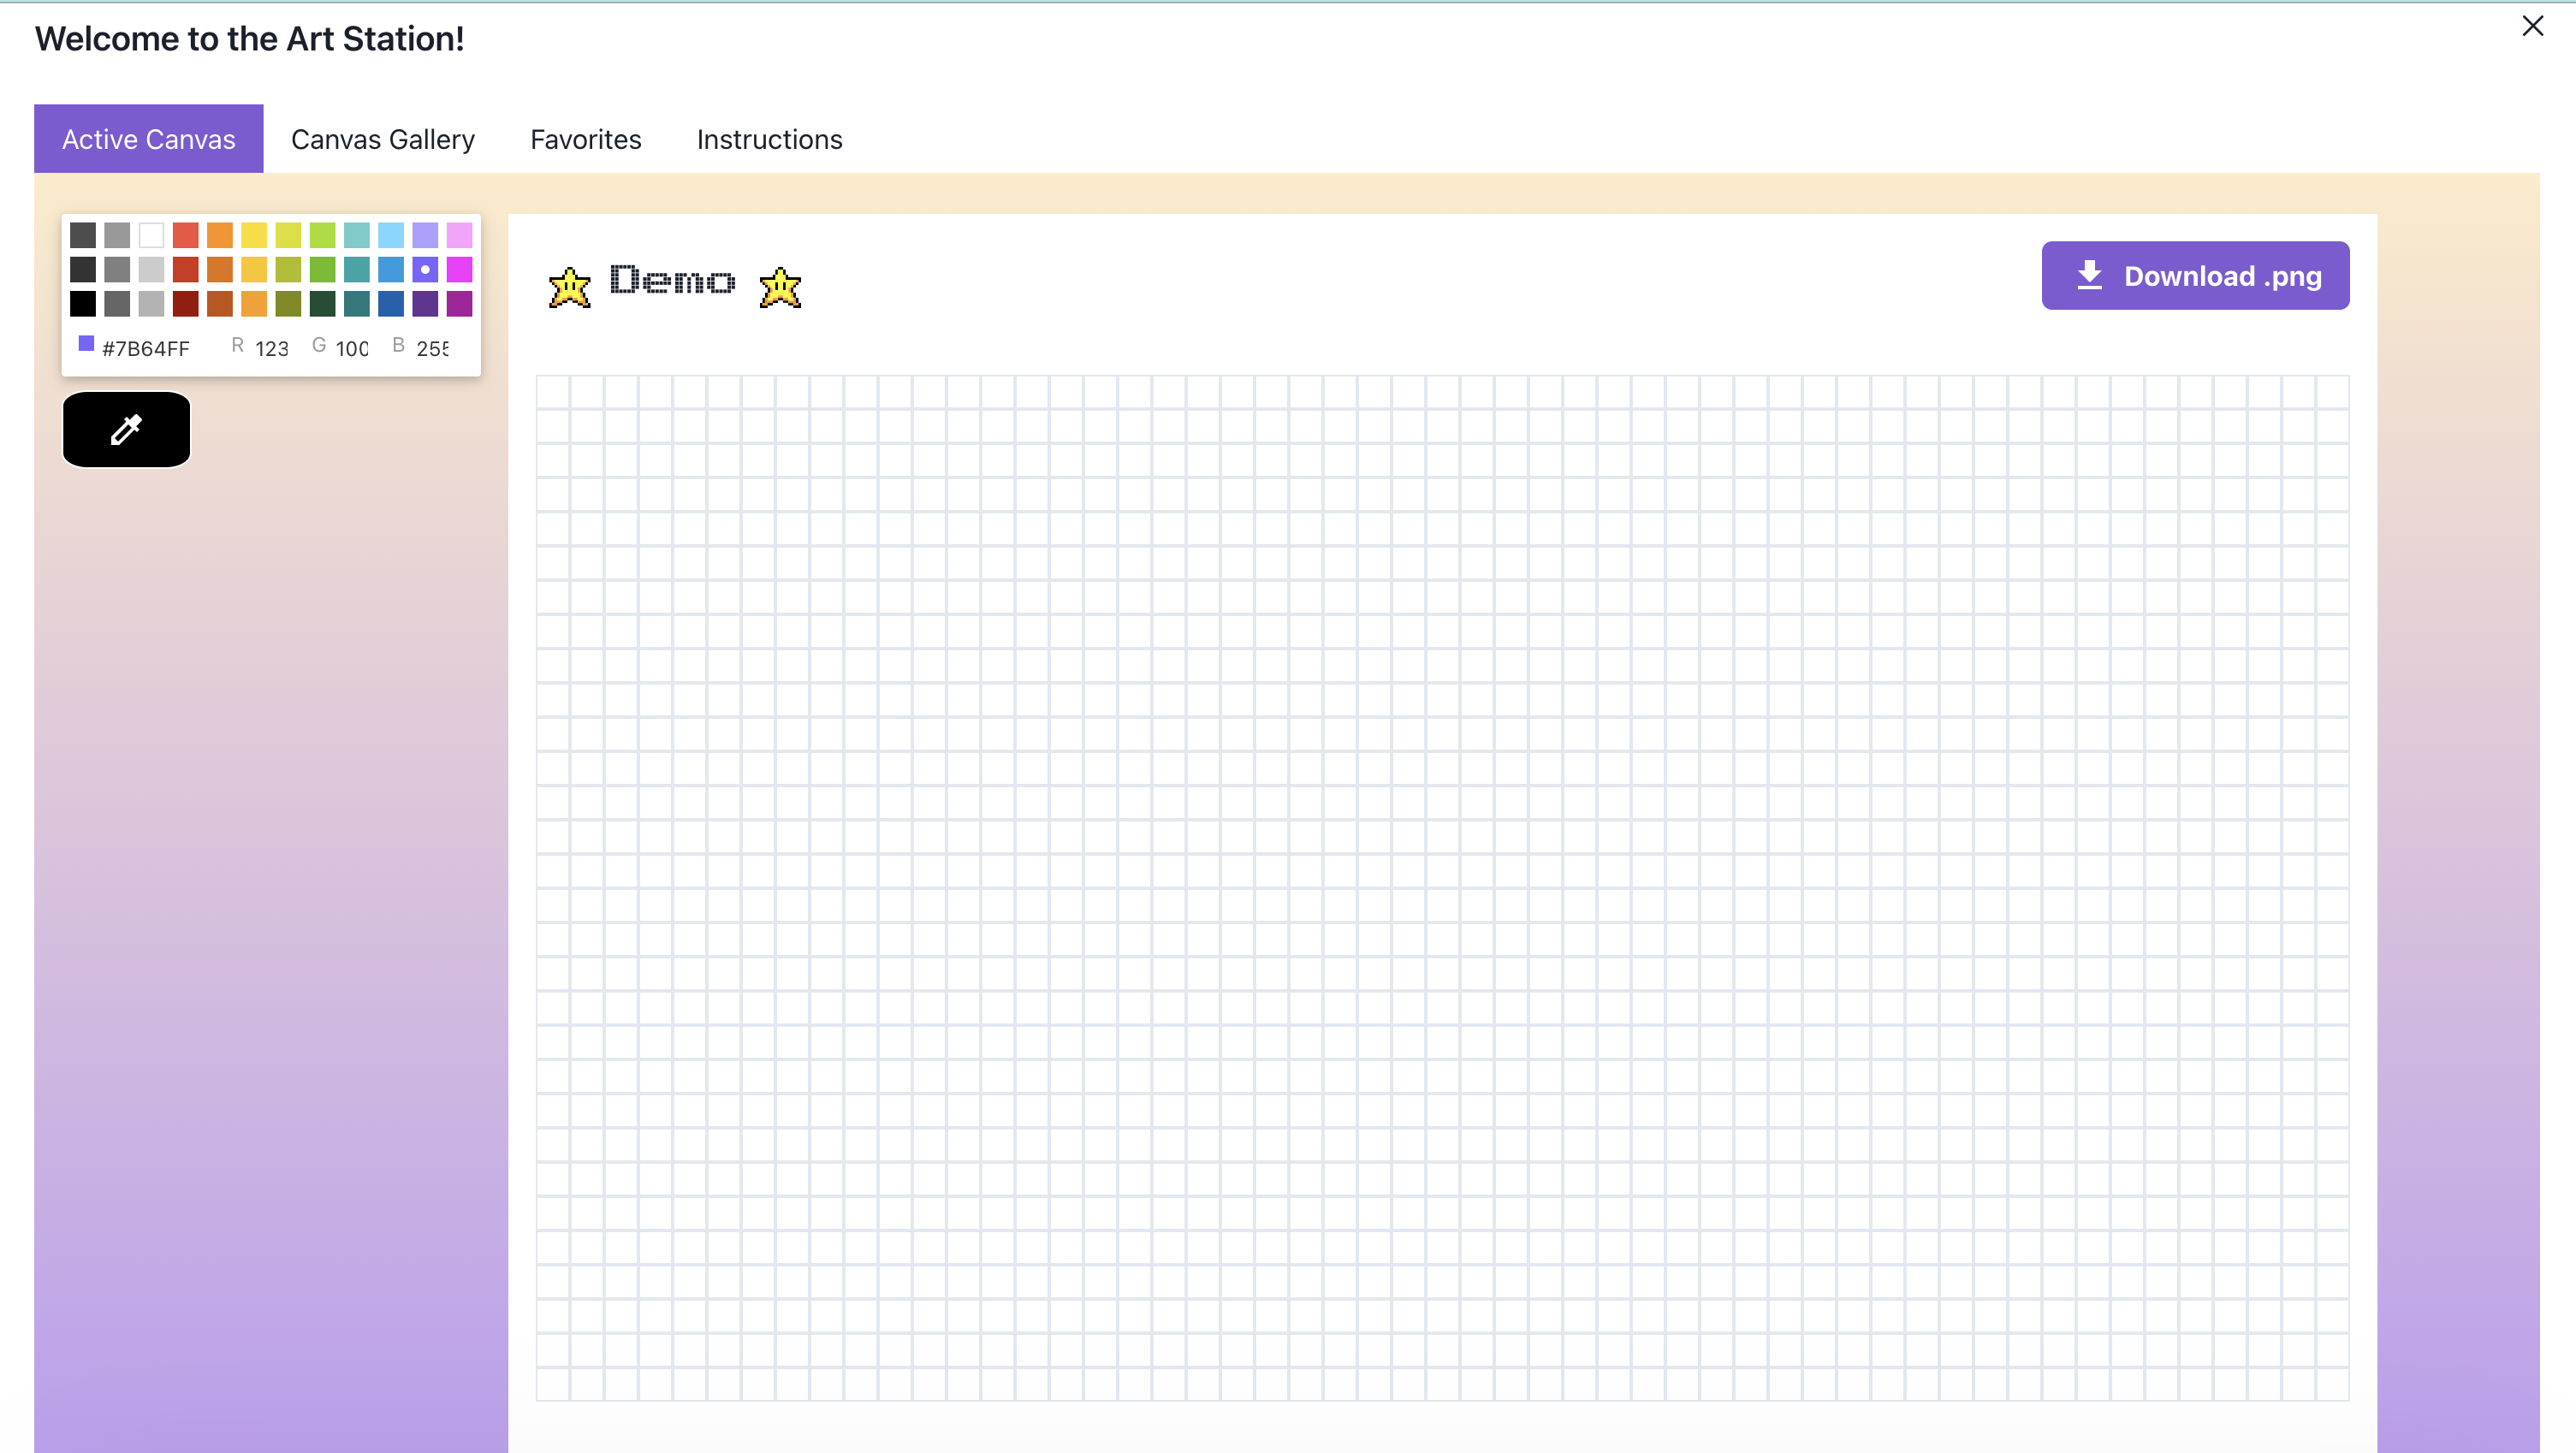 Welcome to the Art Station!
Active Canvas Canvas Gallery Favorites Instructions
Demo
Download .png
#7B64FF R 123 G 100 B 255